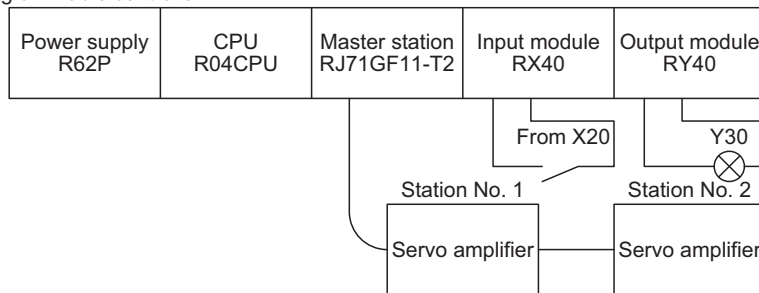 Power supply
R62P
CPU
R04CPU
Master station
RJ71GF11-T2
Input module
RX40
Output module
RY40
From X20
Y30
Station No. 1
Station No. 2
Servo amplifier
Servo amplifier